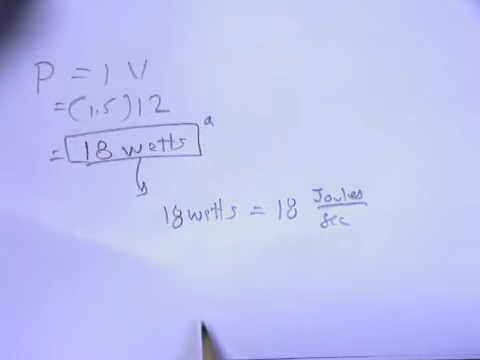 P = I V
= (1.5) 12
= 18 watts a
18 watts = 18 Joules/sec